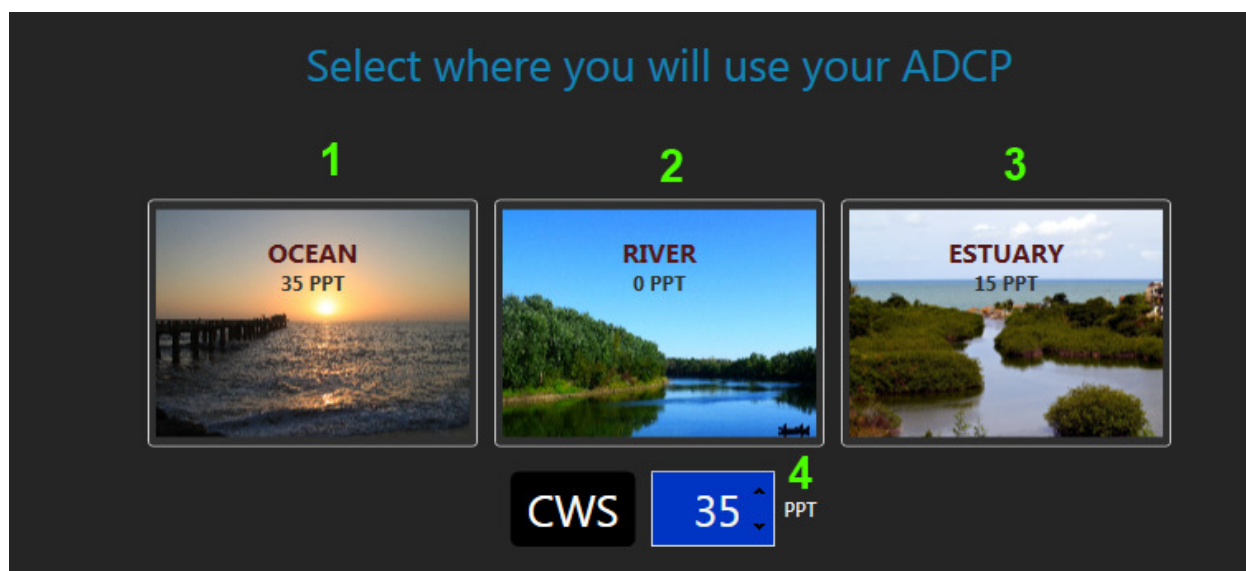 Select where you will use your ADCP
1
2
3
OCEAN
35 PPT
RIVER
0 PPT
ESTUARY
15 PPT
4
CWS
35
PPT